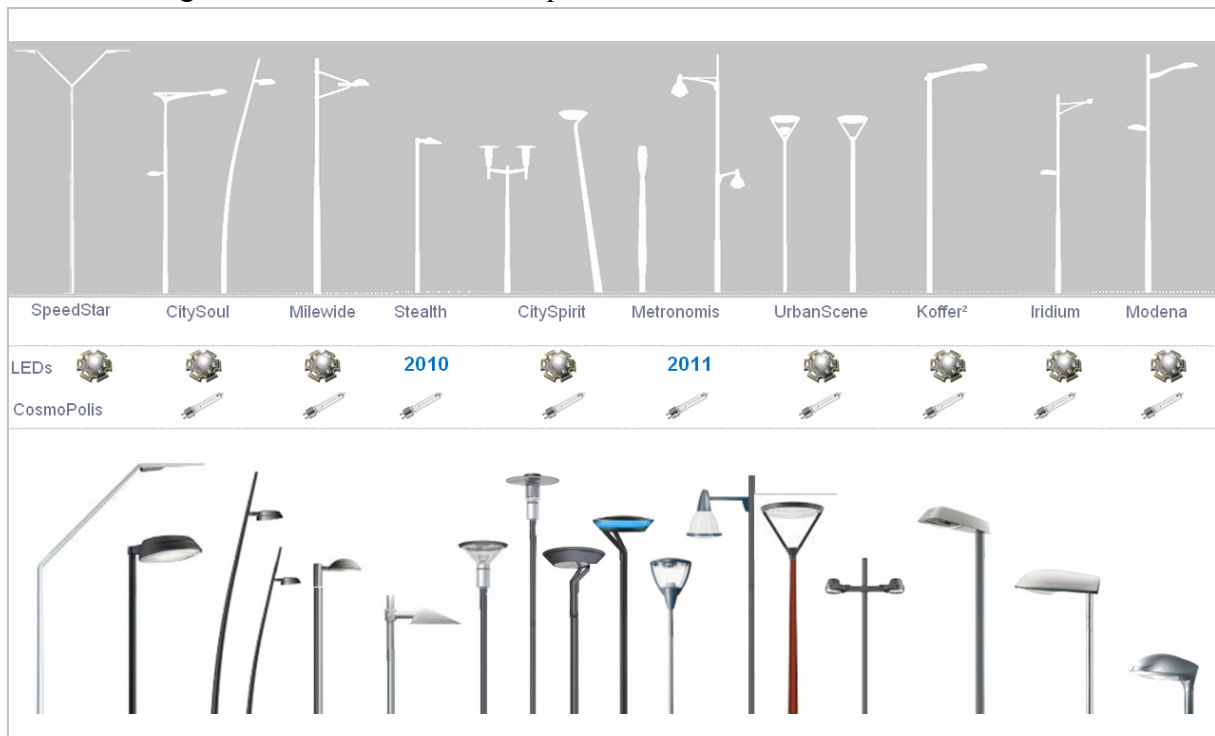 SpeedStar CitySoul Milewide Stealth CitySpirit Metronomis UrbanScene Koffer² Iridium Modena
LEDs 2010 2011
CosmoPolis